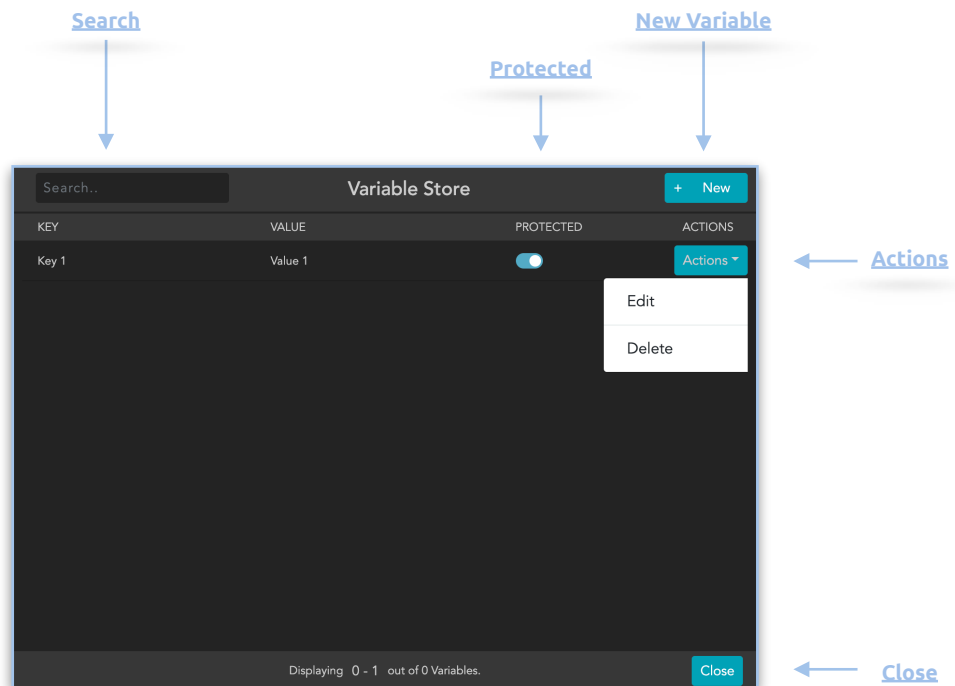 Search
New Variable
Protected
Search..
Variable Store
+ New
KEY VALUE PROTECTED ACTIONS
Key 1 Value 1 Actions
Actions
Edit
Delete
Displaying 0 - 1 out of 0 Variables.
Close
Close